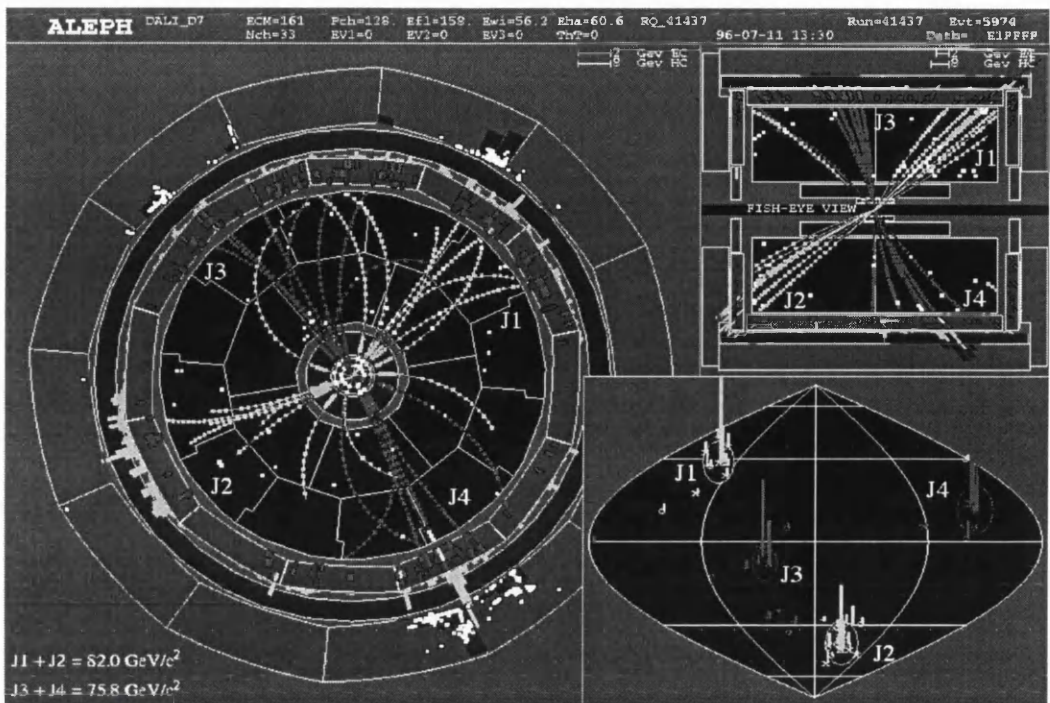 ALEPH DALI_D7 ECM=161 Pch=128. Efl=158. Ewi=56.2 Eha=60.6 RQ_41437 Run=41437 Evt=5974
Nch=33 EV1=0 EV2=0 EV3=0 ThT=0 96-07-11 13:30 E1PFFP
Gev EC
Gev HC
Gev HC
J3
J1
FISH-EYE VIEW
J2
J4
J3
J1
J2
J4
J1
J4
J3
J2
J1 + J2 = 82.0 GeV/c²
J3 + J4 = 75.8 GeV/c²